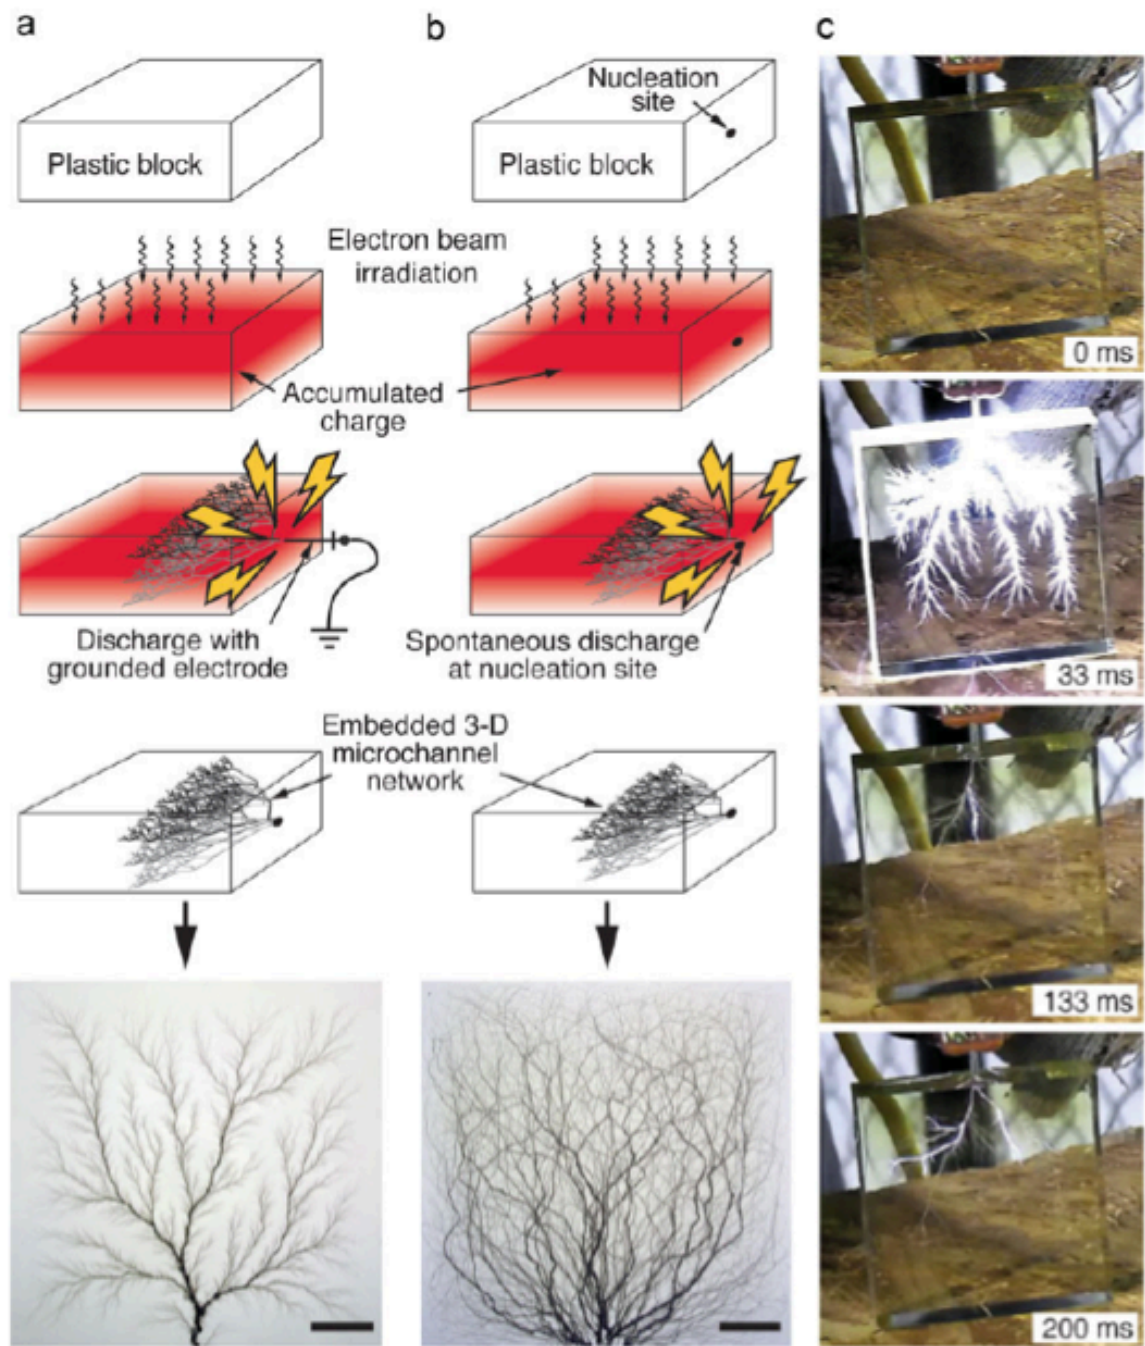 a
b
c
Plastic block
Nucleation
site
Plastic block
Electron beam
irradiation
Accumulated
charge
Discharge with
grounded electrode
Spontaneous discharge
at nucleation site
Embedded 3-D
microchannel
network
0 ms
33 ms
133 ms
200 ms